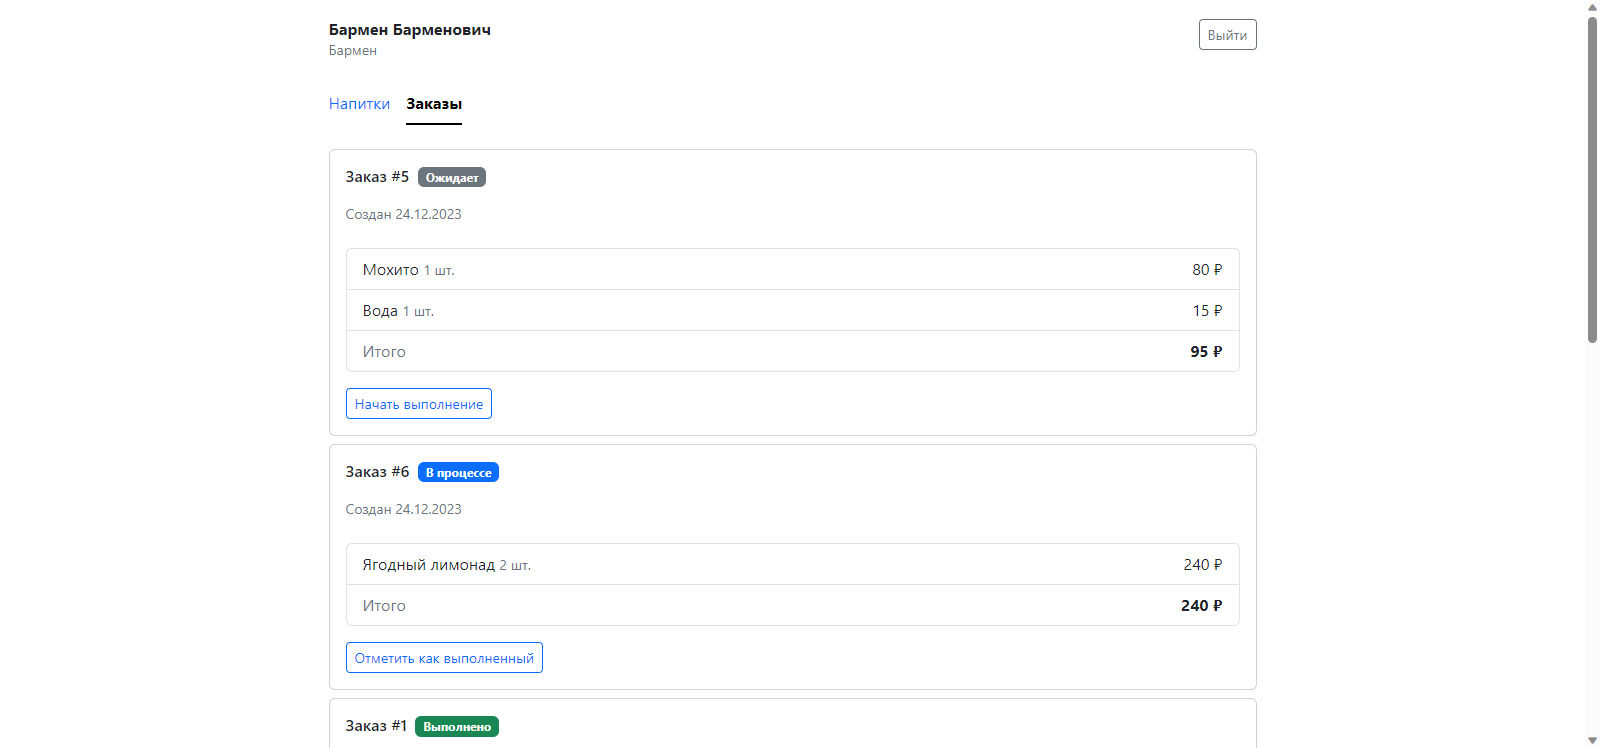 Бармен Барменович
Бармен
Выйти
Напитки Заказы
Заказ #5 Ожидает
Создан 24.12.2023
Мохито 1 шт. 80 ₽
Вода 1 шт. 15 ₽
Итого 95 ₽
Начать выполнение
Заказ #6 В процессе
Создан 24.12.2023
Ягодный лимонад 2 шт. 240 ₽
Итого 240 ₽
Отметить как выполненный
Заказ #1 Выполнено